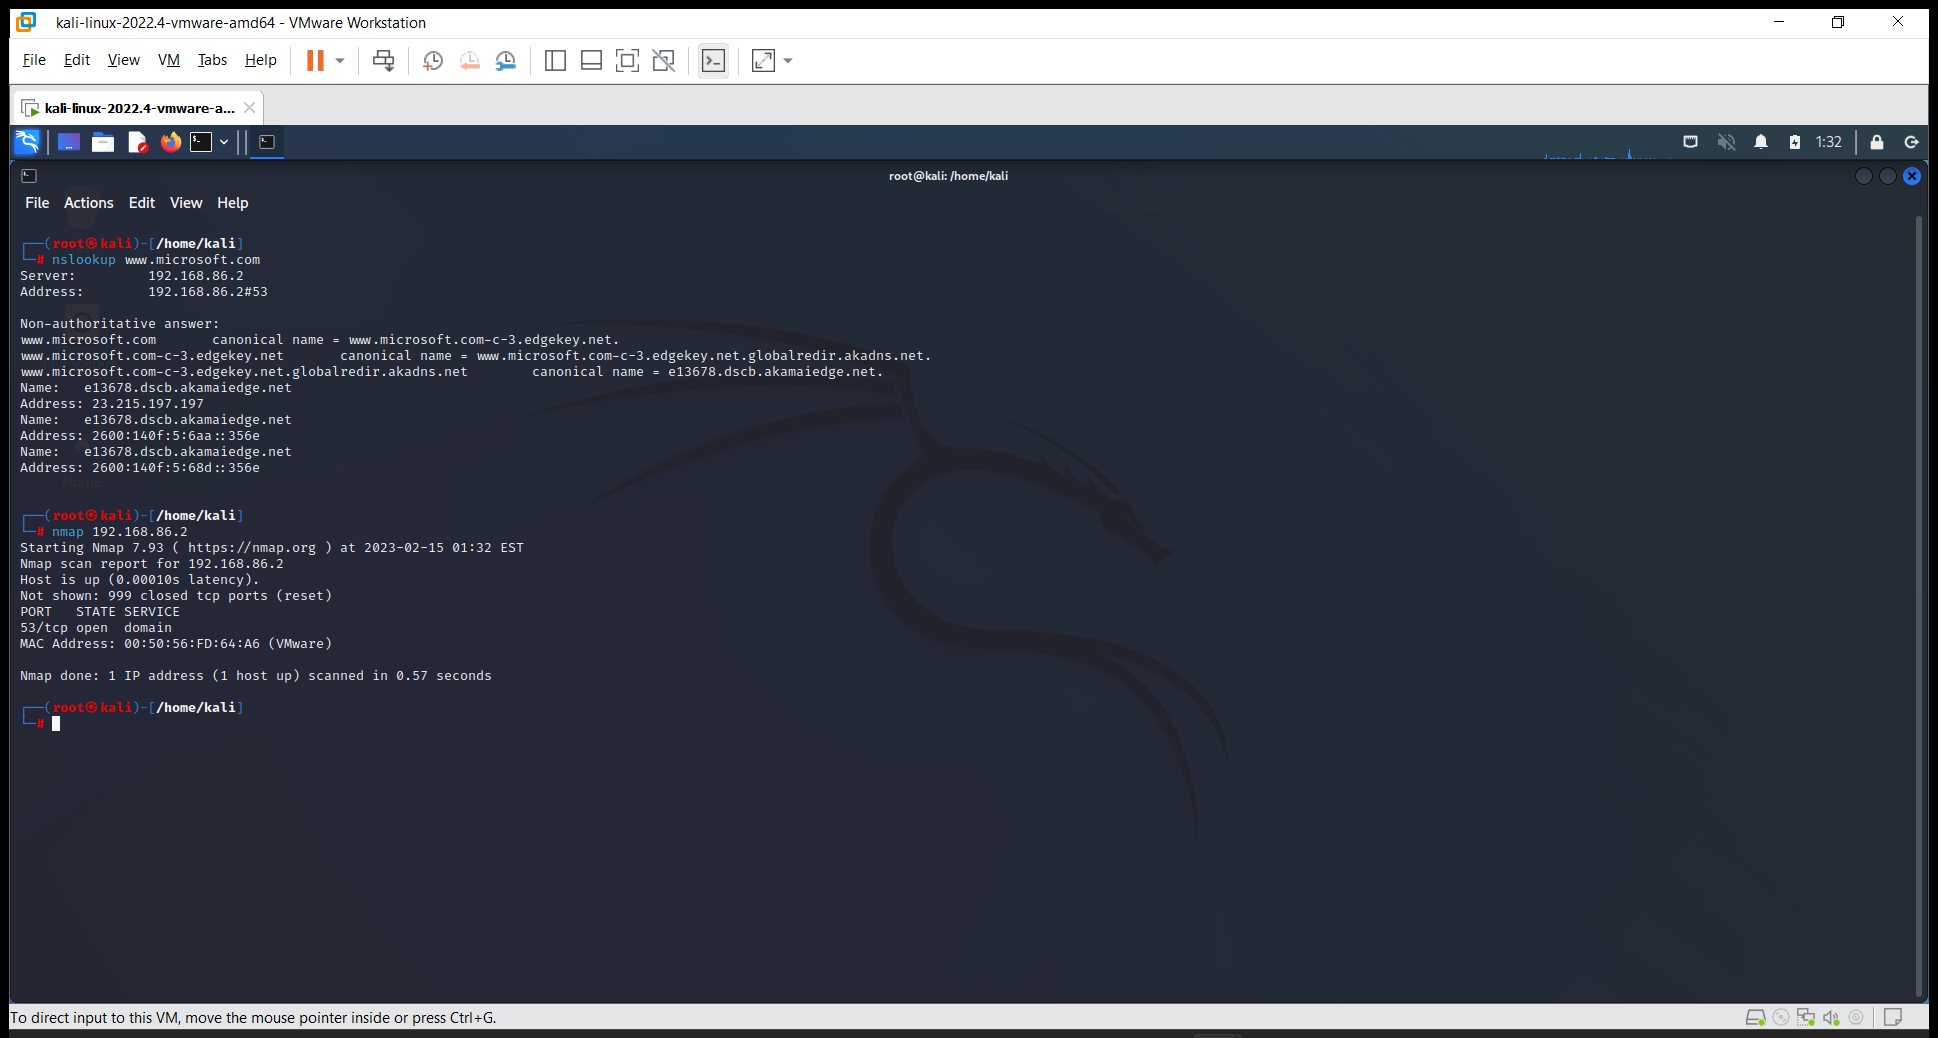 kali-linux-2022.4-vmware-amd64 - VMware Workstation
File Edit View VM Tabs Help
kali-linux-2022.4-vmware-a...
1:32
root@kali: /home/kali
File Actions Edit View Help
┌──(root㉿kali)-[/home/kali]
└─# nslookup www.microsoft.com
Server: 192.168.86.2
Address: 192.168.86.2#53
Non-authoritative answer:
www.microsoft.com canonical name = www.microsoft.com-c-3.edgekey.net.
www.microsoft.com-c-3.edgekey.net canonical name = www.microsoft.com-c-3.edgekey.net.globalredir.akadns.net.
www.microsoft.com-c-3.edgekey.net.globalredir.akadns.net canonical name = e13678.dscb.akamaiedge.net.
Name: e13678.dscb.akamaiedge.net
Address: 23.215.197.197
Name: e13678.dscb.akamaiedge.net
Address: 2600:140f:5:6aa::356e
Name: e13678.dscb.akamaiedge.net
Address: 2600:140f:5:68d::356e
Home
┌──(root㉿kali)-[/home/kali]
└─# nmap 192.168.86.2
Starting Nmap 7.93 ( https://nmap.org ) at 2023-02-15 01:32 EST
Nmap scan report for 192.168.86.2
Host is up (0.00010s latency).
Not shown: 999 closed tcp ports (reset)
PORT STATE SERVICE
53/tcp open domain
MAC Address: 00:50:56:FD:64:A6 (VMware)
Nmap done: 1 IP address (1 host up) scanned in 0.57 seconds
┌──(root㉿kali)-[/home/kali]
└─#
To direct input to this VM, move the mouse pointer inside or press Ctrl+G.